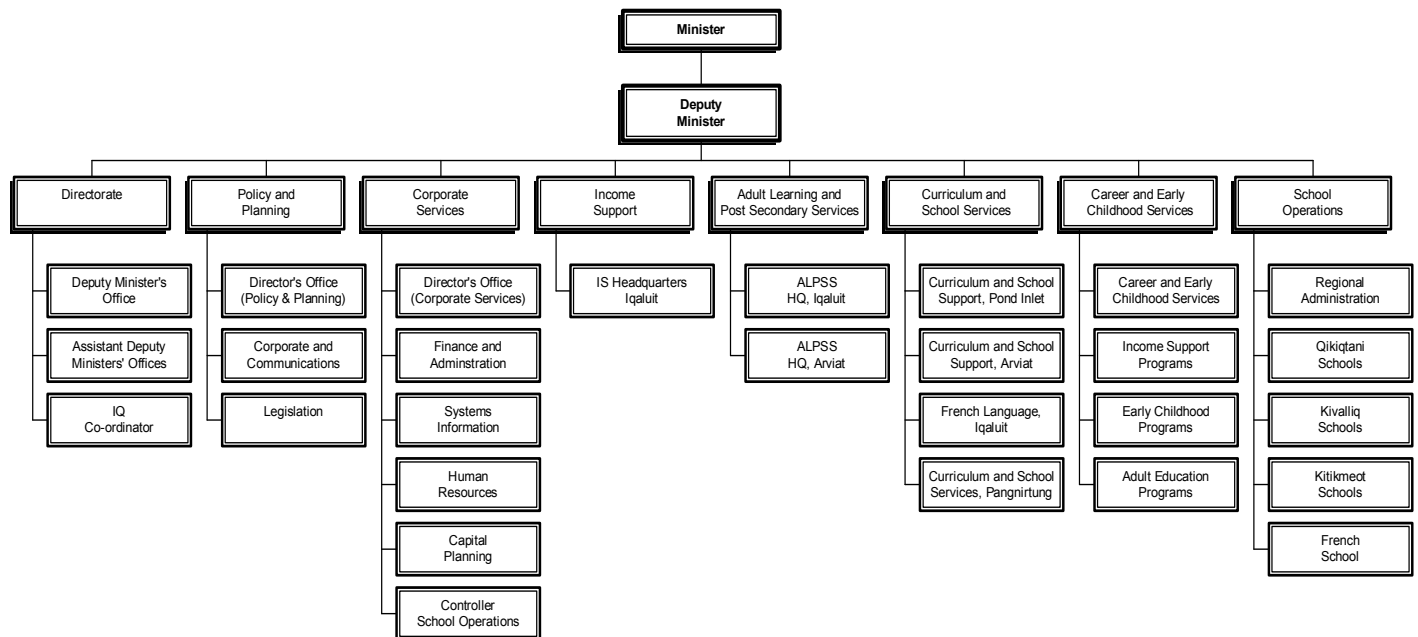 Minister
Deputy
Minister
Directorate
Policy and
Planning
Corporate
Services
Income
Support
Adult Learning and
Post Secondary Services
Curriculum and
School Services
Career and Early
Childhood Services
School
Operations
Deputy Minister's
Office
Assistant Deputy
Ministers' Offices
IQ
Co-ordinator
Director's Office
(Policy & Planning)
Corporate and
Communications
Legislation
Director's Office
(Corporate Services)
Finance and
Adminstration
Systems
Information
Human
Resources
Capital
Planning
Controller
School Operations
IS Headquarters
Iqaluit
ALPSS
HQ, Iqaluit
ALPSS
HQ, Arviat
Curriculum and School
Support, Pond Inlet
Curriculum and School
Support, Arviat
French Language,
Iqaluit
Curriculum and School
Services, Pangnirtung
Career and Early
Childhood Services
Income Support
Programs
Early Childhood
Programs
Adult Education
Programs
Regional
Administration
Qikiqtani
Schools
Kivalliq
Schools
Kitikmeot
Schools
French
School